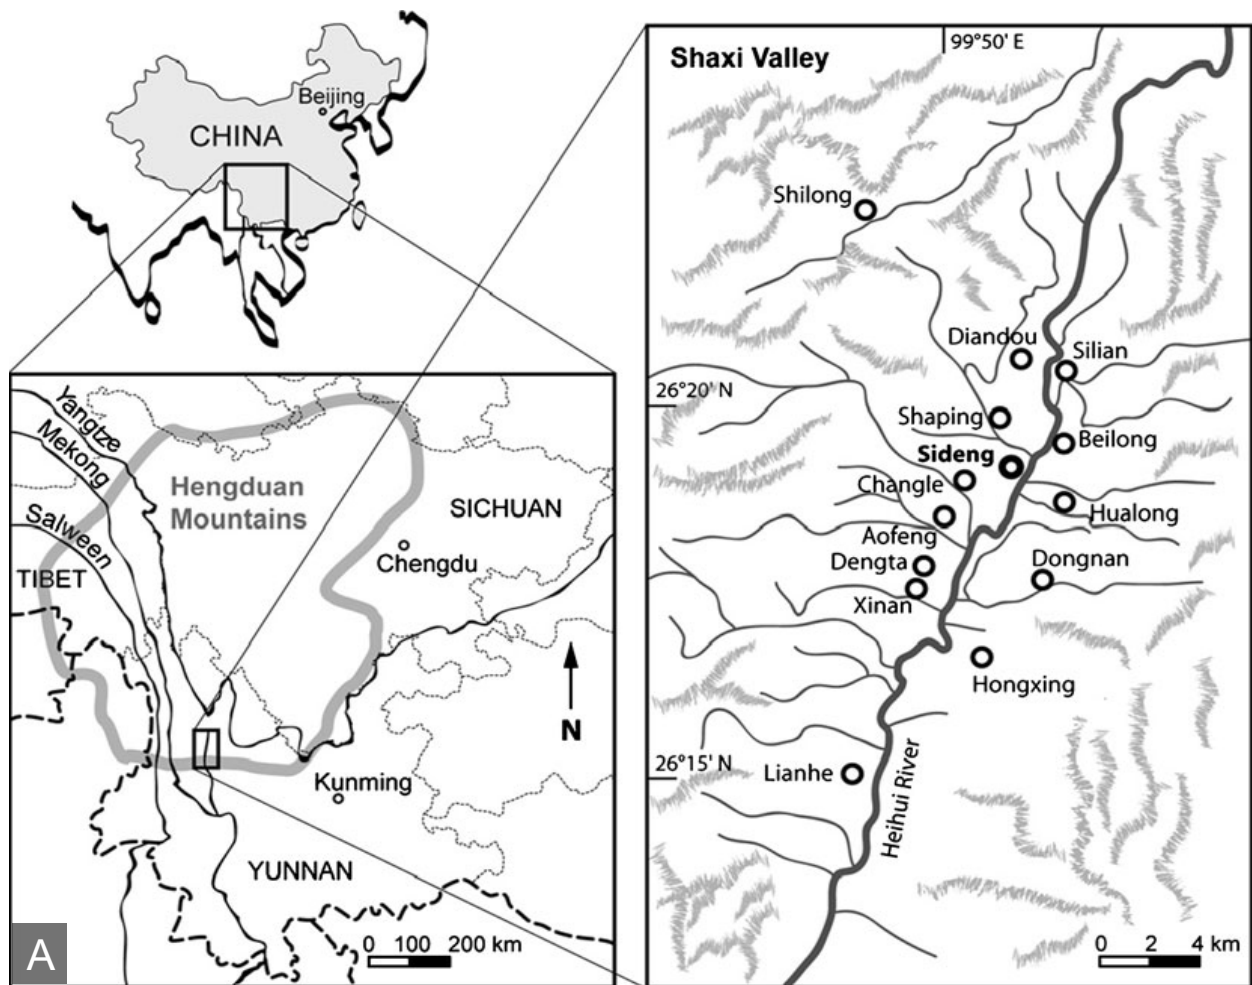 Beijing
CHINA
Yangtze
Mekong
Salween
TIBET
Hengduan
Mountains
SICHUAN
Chengdu
N
Kunming
YUNNAN
0 100 200 km
A
Shaxi Valley
99°50' E
Shilong
Diandou
Silian
26°20' N
Shaping
Beilong
Sideng
Changle
Hualong
Aofeng
Dengta
Dongnan
Xinan
Hongxing
26°15' N
Lianhe
Heihui River
0 2 4 km